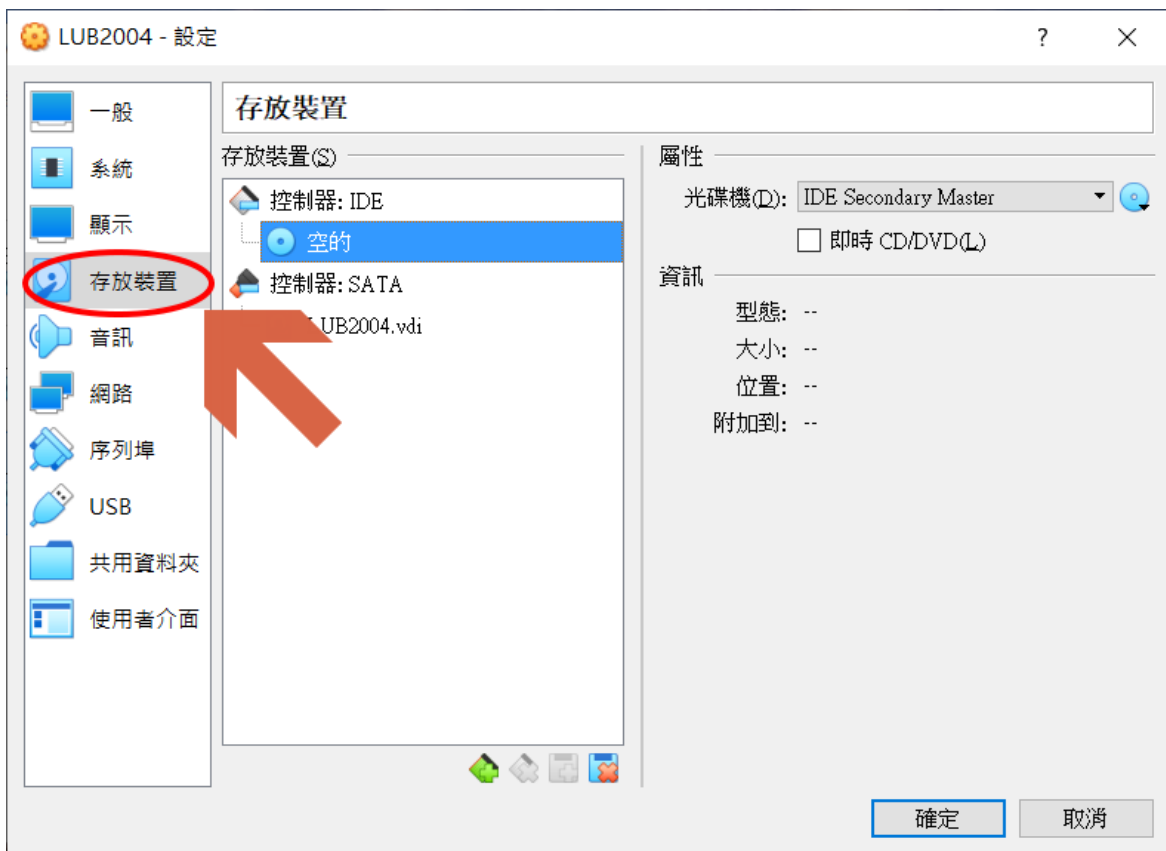 LUB2004 - 設定
?
一般
系統
顯示
存放裝置
音訊
網路
序列埠
USB
共用資料夾
使用者介面
存放裝置
存放裝置(S)
控制器: IDE
空的
控制器: SATA
UB2004.vdi
屬性
光碟機(D): IDE Secondary Master
即時 CD/DVD(L)
資訊
型態: --
大小: --
位置: --
附加到: --
確定
取消